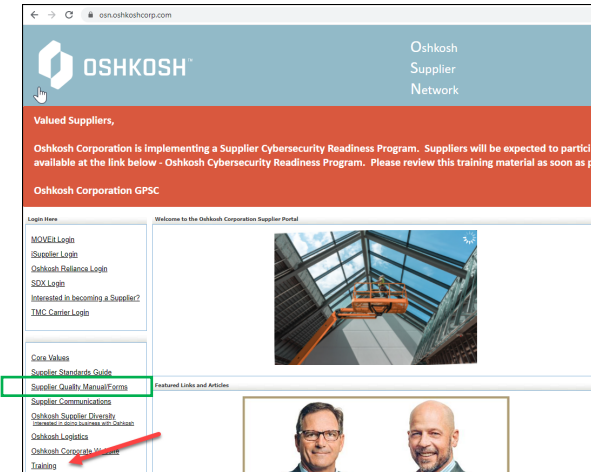 osn.oshkoshcorp.com
OSHKOSH™
Oshkosh
Supplier
Network
Valued Suppliers,
Oshkosh Corporation is implementing a Supplier Cybersecurity Readiness Program. Suppliers will be expected to partici
available at the link below - Oshkosh Cybersecurity Readiness Program. Please review this training material as soon as p
Oshkosh Corporation GPSC
Login Here
Welcome to the Oshkosh Corporation Supplier Portal
MOVEit Login
iSupplier Login
Oshkosh Reliance Login
SDX Login
Interested in becoming a Supplier?
TMC Carrier Login
Core Values
Supplier Standards Guide
Supplier Quality Manual/Forms
Featured Links and Articles
Supplier Communications
Oshkosh Supplier Diversity
Interested in doing business with Oshkosh
Oshkosh Logistics
Oshkosh Corporate Website
Training